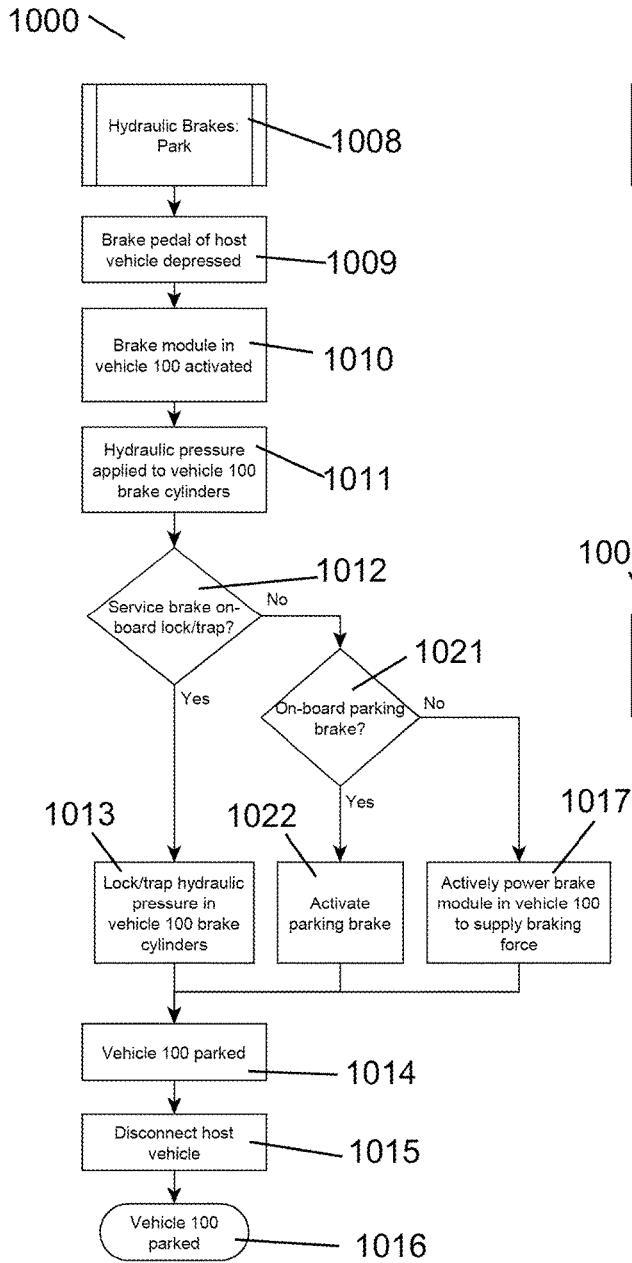 1000
Hydraulic Brakes:
Park
1008
Brake pedal of host
vehicle depressed
1009
Brake module in
vehicle 100 activated
1010
Hydraulic pressure
applied to vehicle 100
brake cylinders
1011
100
1012
Service brake on-
board lock/trap?
No
Yes
1021
On-board parking
brake?
No
Yes
1013
Lock/trap hydraulic
pressure in
vehicle 100 brake
cylinders
1022
Activate
parking brake
1017
Actively power brake
module in vehicle 100
to supply braking
force
Vehicle 100 parked
1014
Disconnect host
vehicle
1015
Vehicle 100
parked
1016